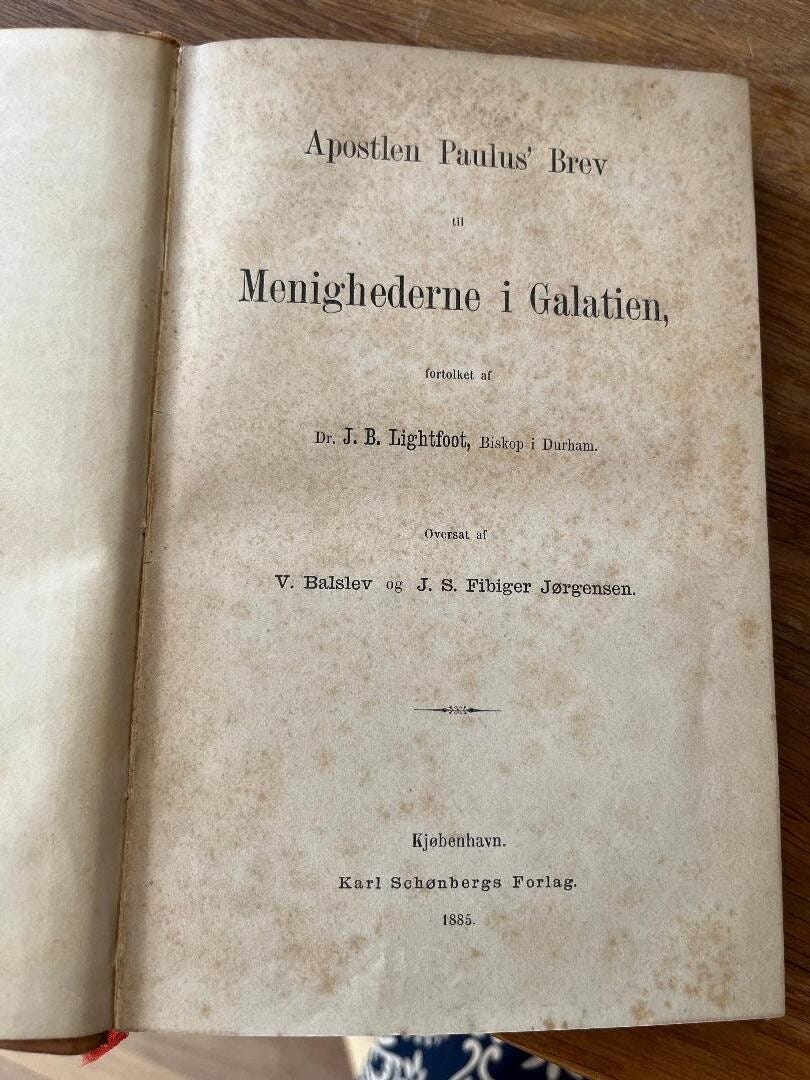 Apostlen Paulus' Brev
til
Menighederne i Galatien,
fortolket af
Dr. J. B. Lightfoot, Biskop i Durham.
Oversat af
V. Balslev og J. S. Fibiger Jørgensen.
Kjøbenhavn.
Karl Schønbergs Forlag.
1885.